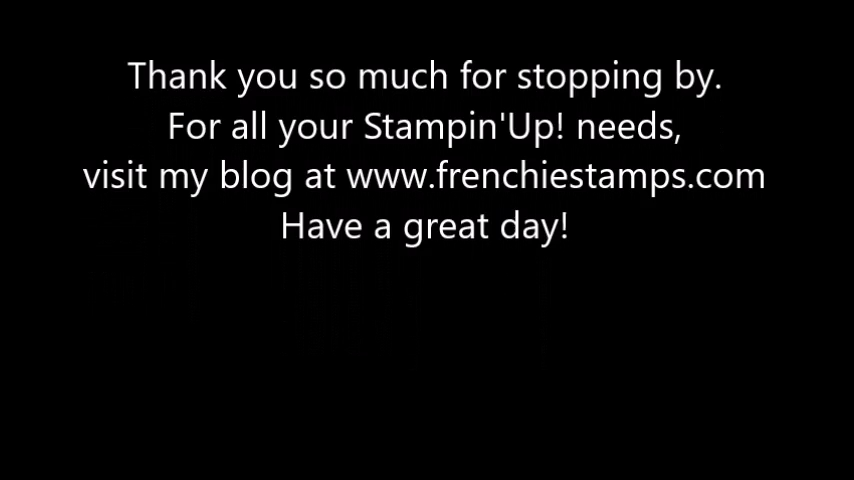 Thank you so much for stopping by.
For all your Stampin'Up! needs,
visit my blog at www.frenchiestamps.com
Have a great day!